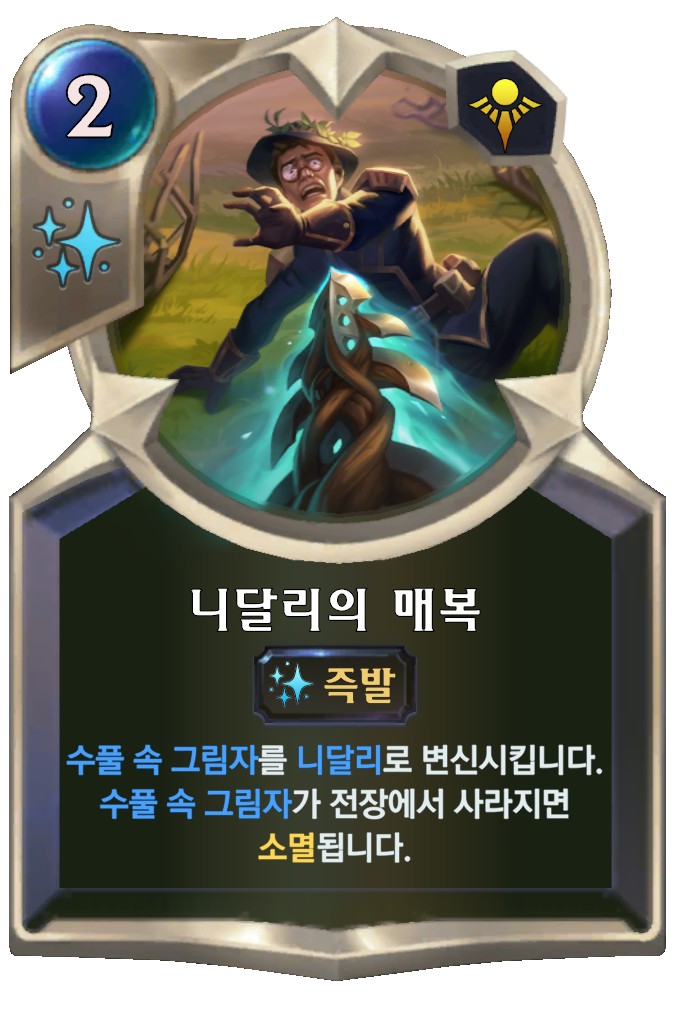 2
니달리의 매복
즉발
수풀 속 그림자를 니달리로 변신시킵니다.
수풀 속 그림자가 전장에서 사라지면
소멸됩니다.